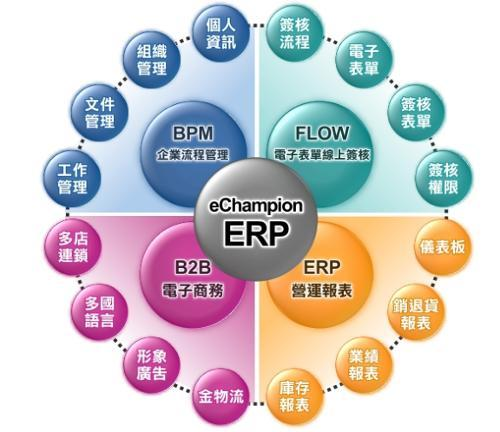 個人
資訊
組織
管理
文件
管理
工作
管理
BPM
企業流程管理
簽核
流程
電子
表單
簽核
表單
簽核
權限
FLOW
電子表單線上簽核
eChampion
ERP
多店
連鎖
多國
語言
形象
廣告
金物流
B2B
電子商務
ERP
營運報表
儀表板
銷退貨
報表
業績
報表
庫存
報表